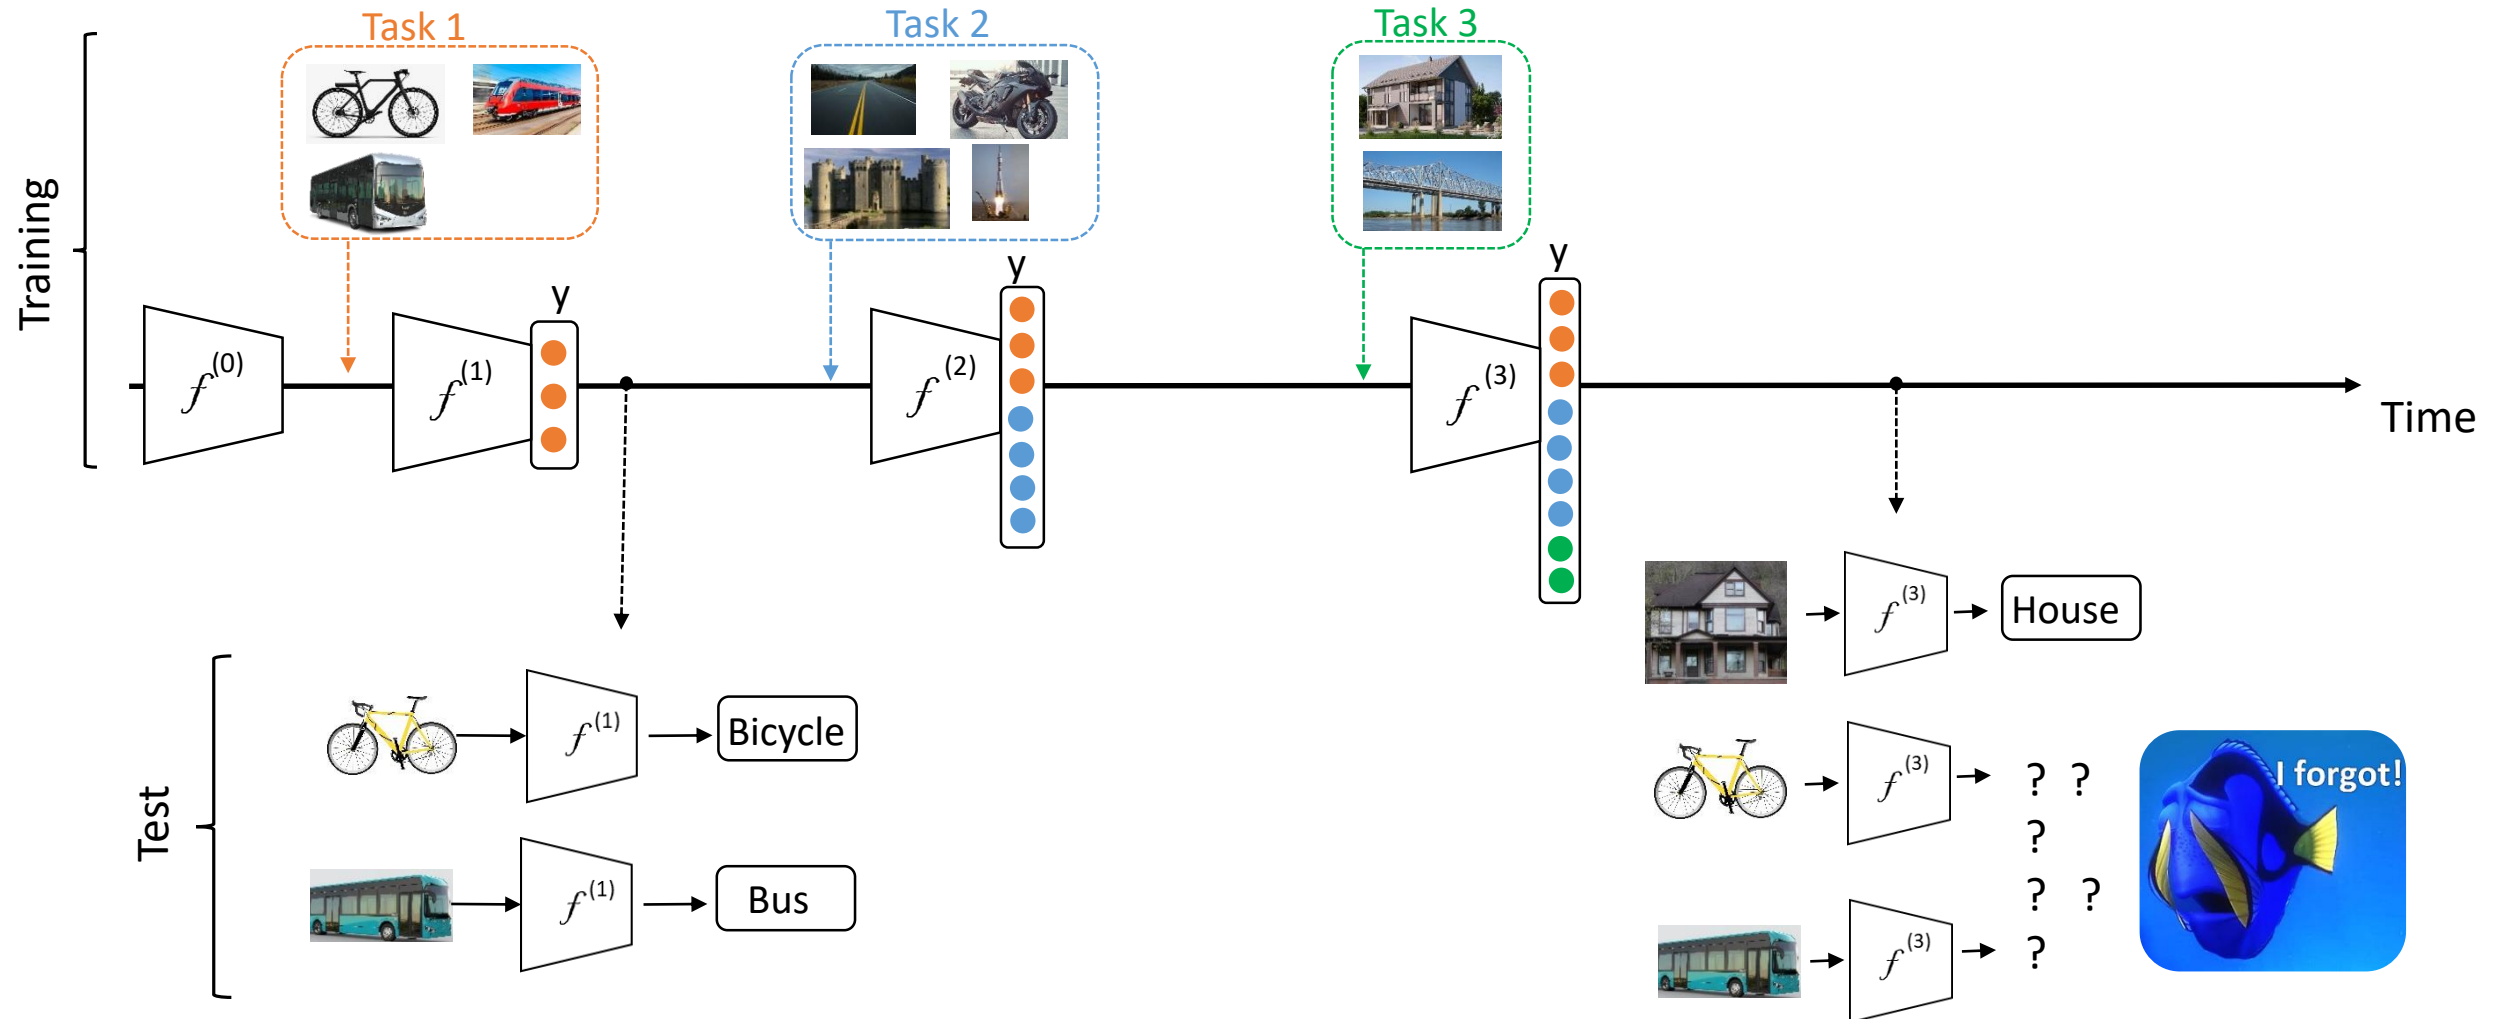 Task 1
Task 2
Task 3
Training
y
y
y
f(0)
f(1)
f(2)
f(3)
Time
Test
f(1)
Bicycle
f(1)
Bus
f(3)
House
f(3)
? ?
?
I forgot!
f(3)
? ?
?